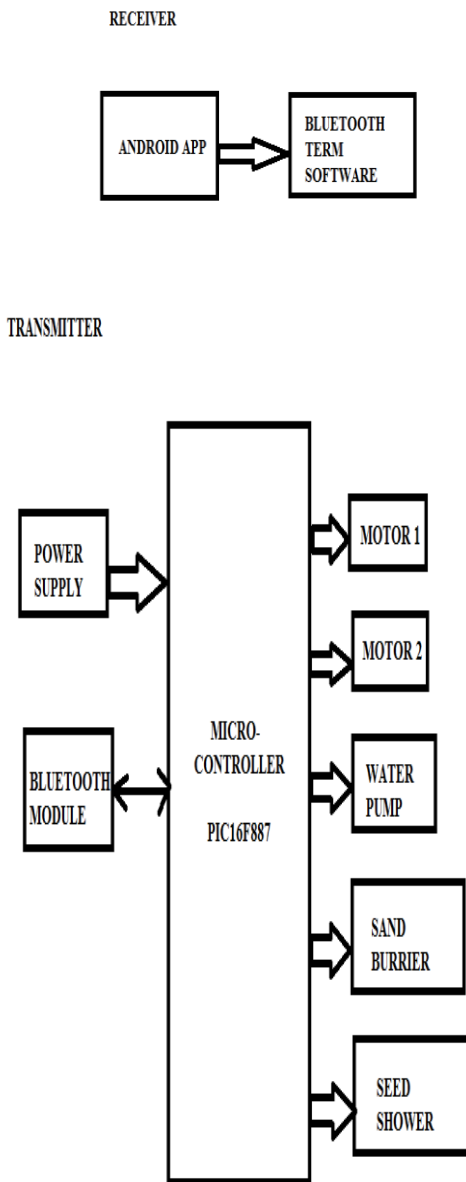 RECEIVER
ANDROID APP
BLUETOOTH
TERM
SOFTWARE
TRANSMITTER
POWER
SUPPLY
BLUETOOTH
MODULE
MICRO-
CONTROLLER
PIC16F887
MOTOR 1
MOTOR 2
WATER
PUMP
SAND
BURRIER
SEED
SHOWER